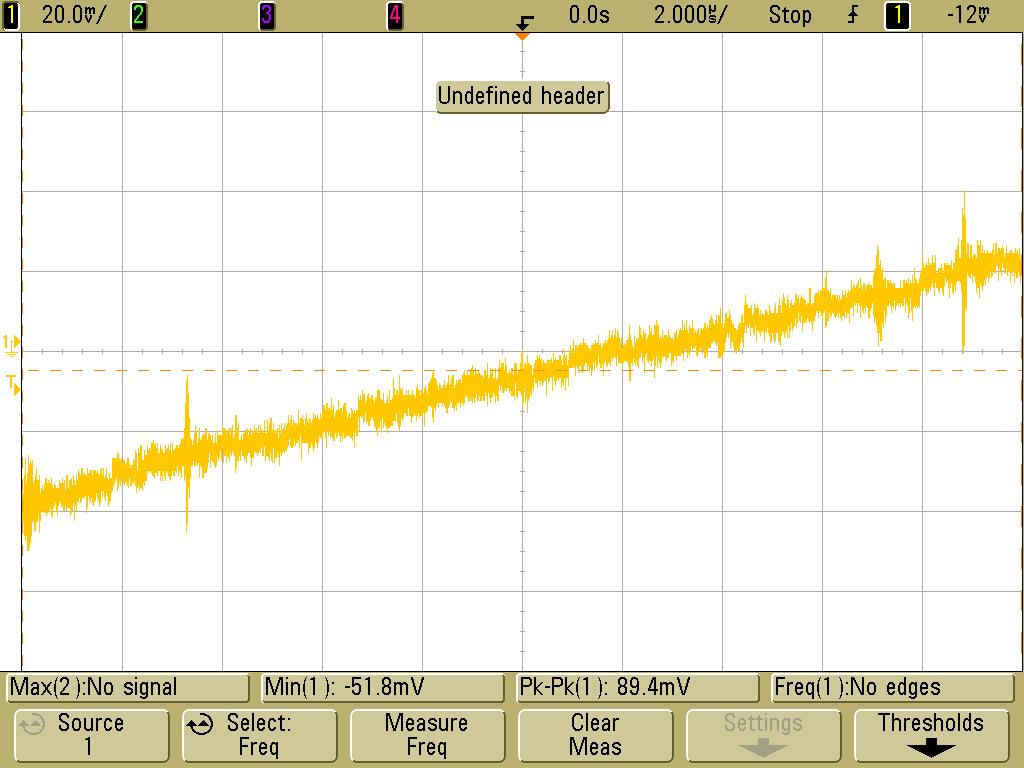 1 20.0mV/ 2 3 4 0.0s 2.000µs/ Stop 1 -12mV
Undefined header
1
T
Max(2):No signal Min(1): -51.8mV Pk-Pk(1): 89.4mV Freq(1):No edges
Source Select: Measure Clear Settings Thresholds
1 Freq Freq Meas